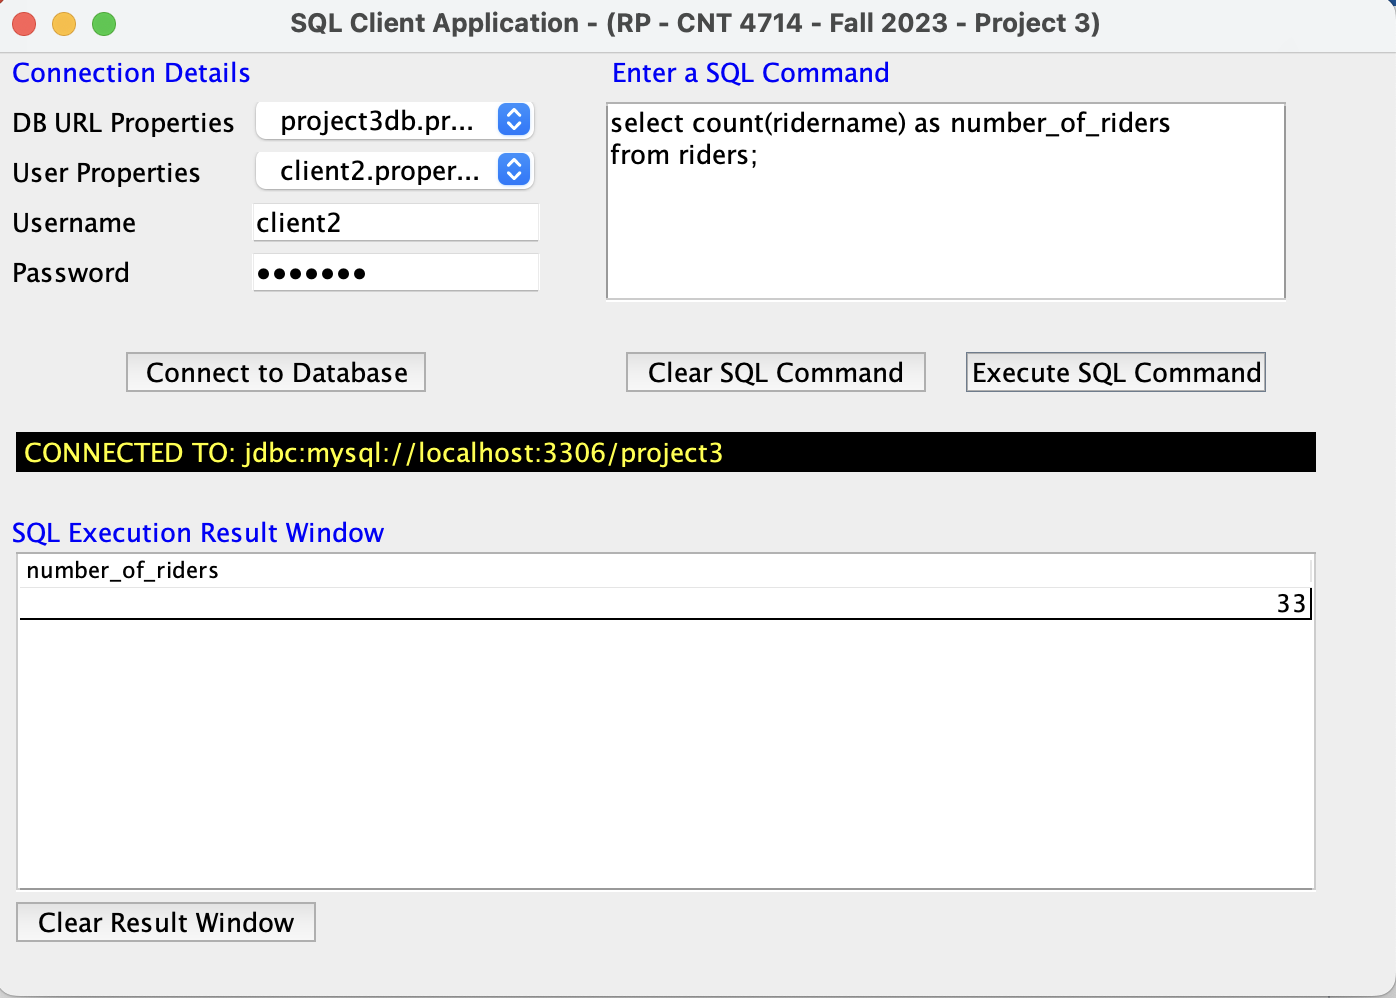 SQL Client Application - (RP - CNT 4714 - Fall 2023 - Project 3)
Connection Details
DB URL Properties
project3db.pr...
User Properties
client2.proper...
Username
client2
Password
•••••••
Connect to Database
Enter a SQL Command
select count(ridername) as number_of_riders
from riders;
Clear SQL Command
Execute SQL Command
CONNECTED TO: jdbc:mysql://localhost:3306/project3
SQL Execution Result Window
number_of_riders
33
Clear Result Window